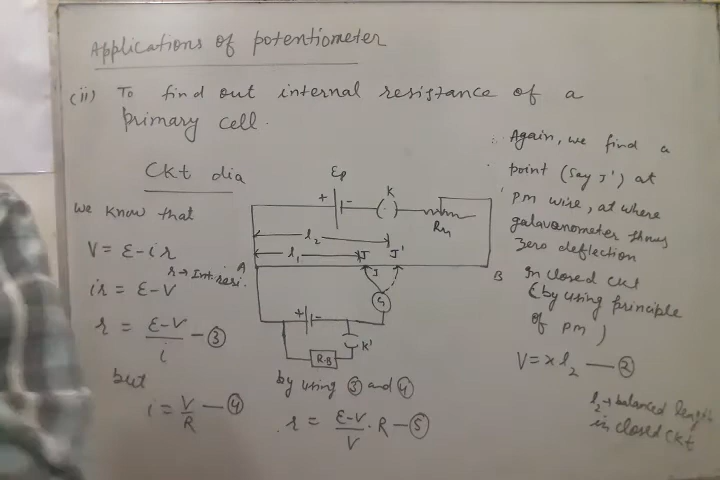 Applications of potentiometer
(ii) To find out internal resistance of a
primary cell.
Ckt dia
we know that
V = ε - ir
r → Int. resi.
ir = ε - V
r = ε-V / i — ③
but
i = V / R — ④
Ep
+ -
K
Rh
l2
l1
J J'
J
A
B
G
+ -
K'
R.B
by using ③ and ④
r = ε-V / V . R — ⑤
Again, we find a
point (say J') at
PM wire, at where
galavanometer shows
zero deflection
In closed ckt
(by using principle
of PM)
V = x l2 — ②
l2 → balanced length
in closed ckt